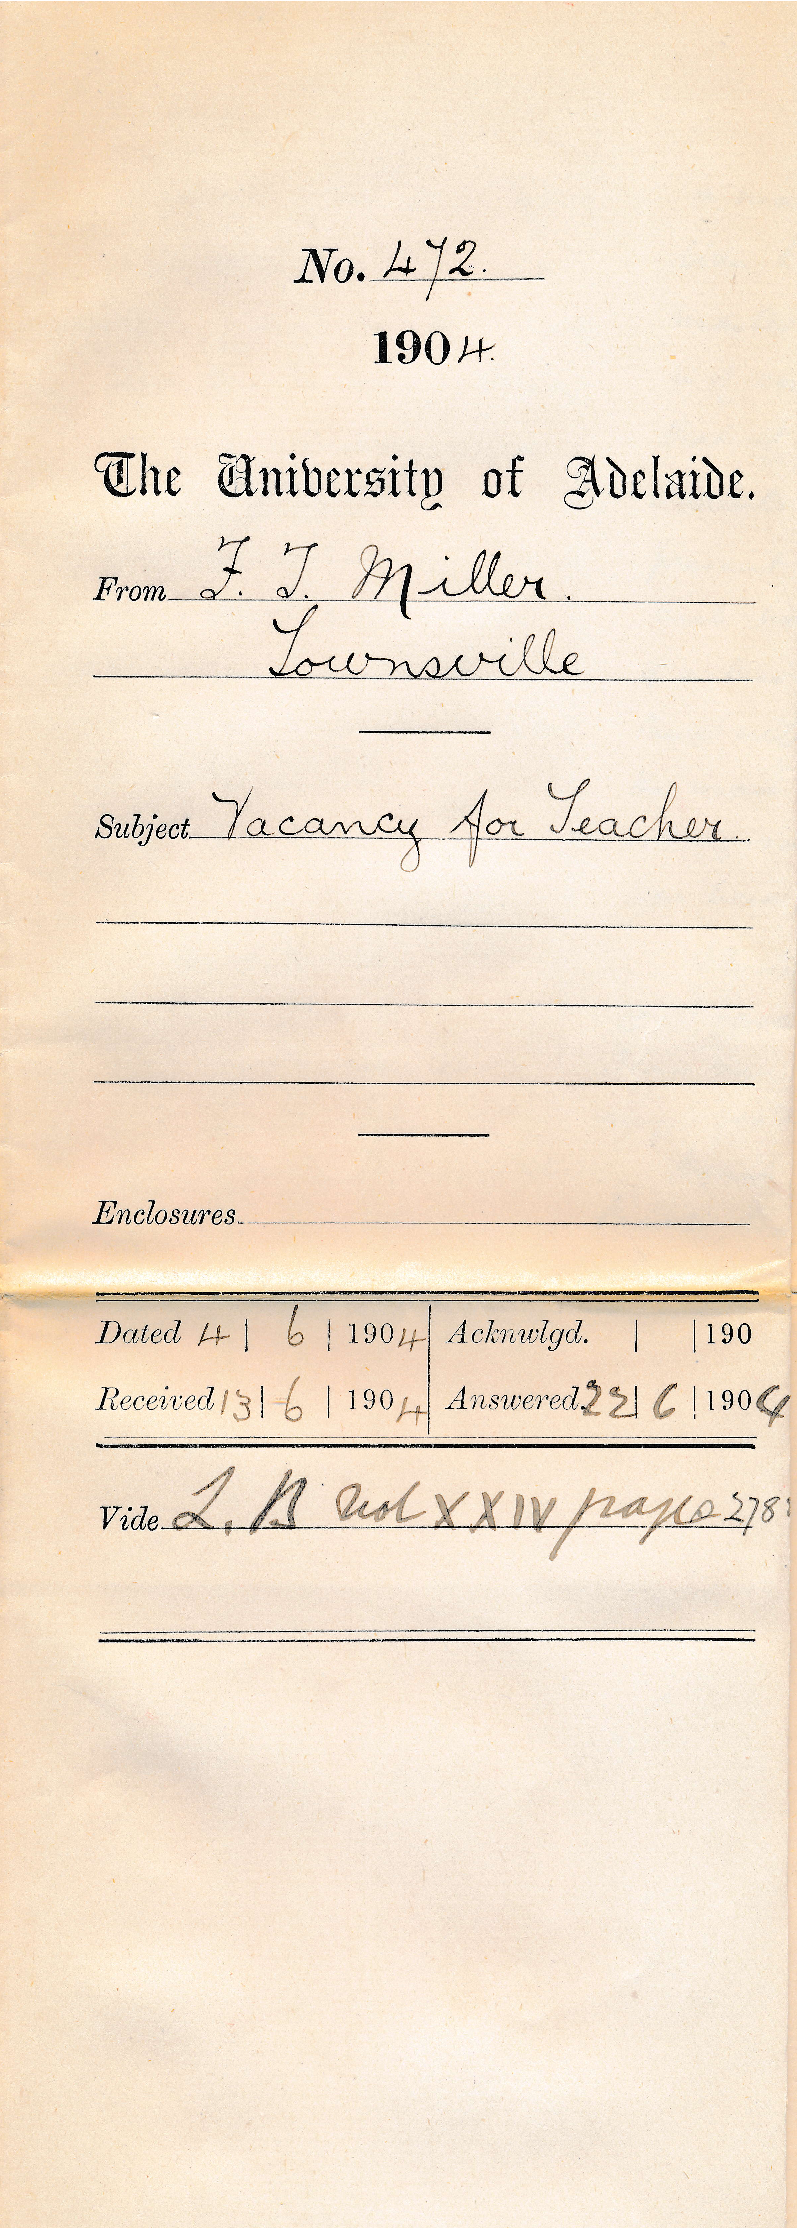 No. 472.
1904.
The University of Adelaide.
From F. T. Miller.
Townsville
Subject Vacancy for Teacher.
Enclosures
Dated 4 | 6 | 1904 Acknwlgd. | | 190
Received 13 | 6 | 1904 Answered. 22 | 6 | 1904
Vide L. B vol XXIV page 278